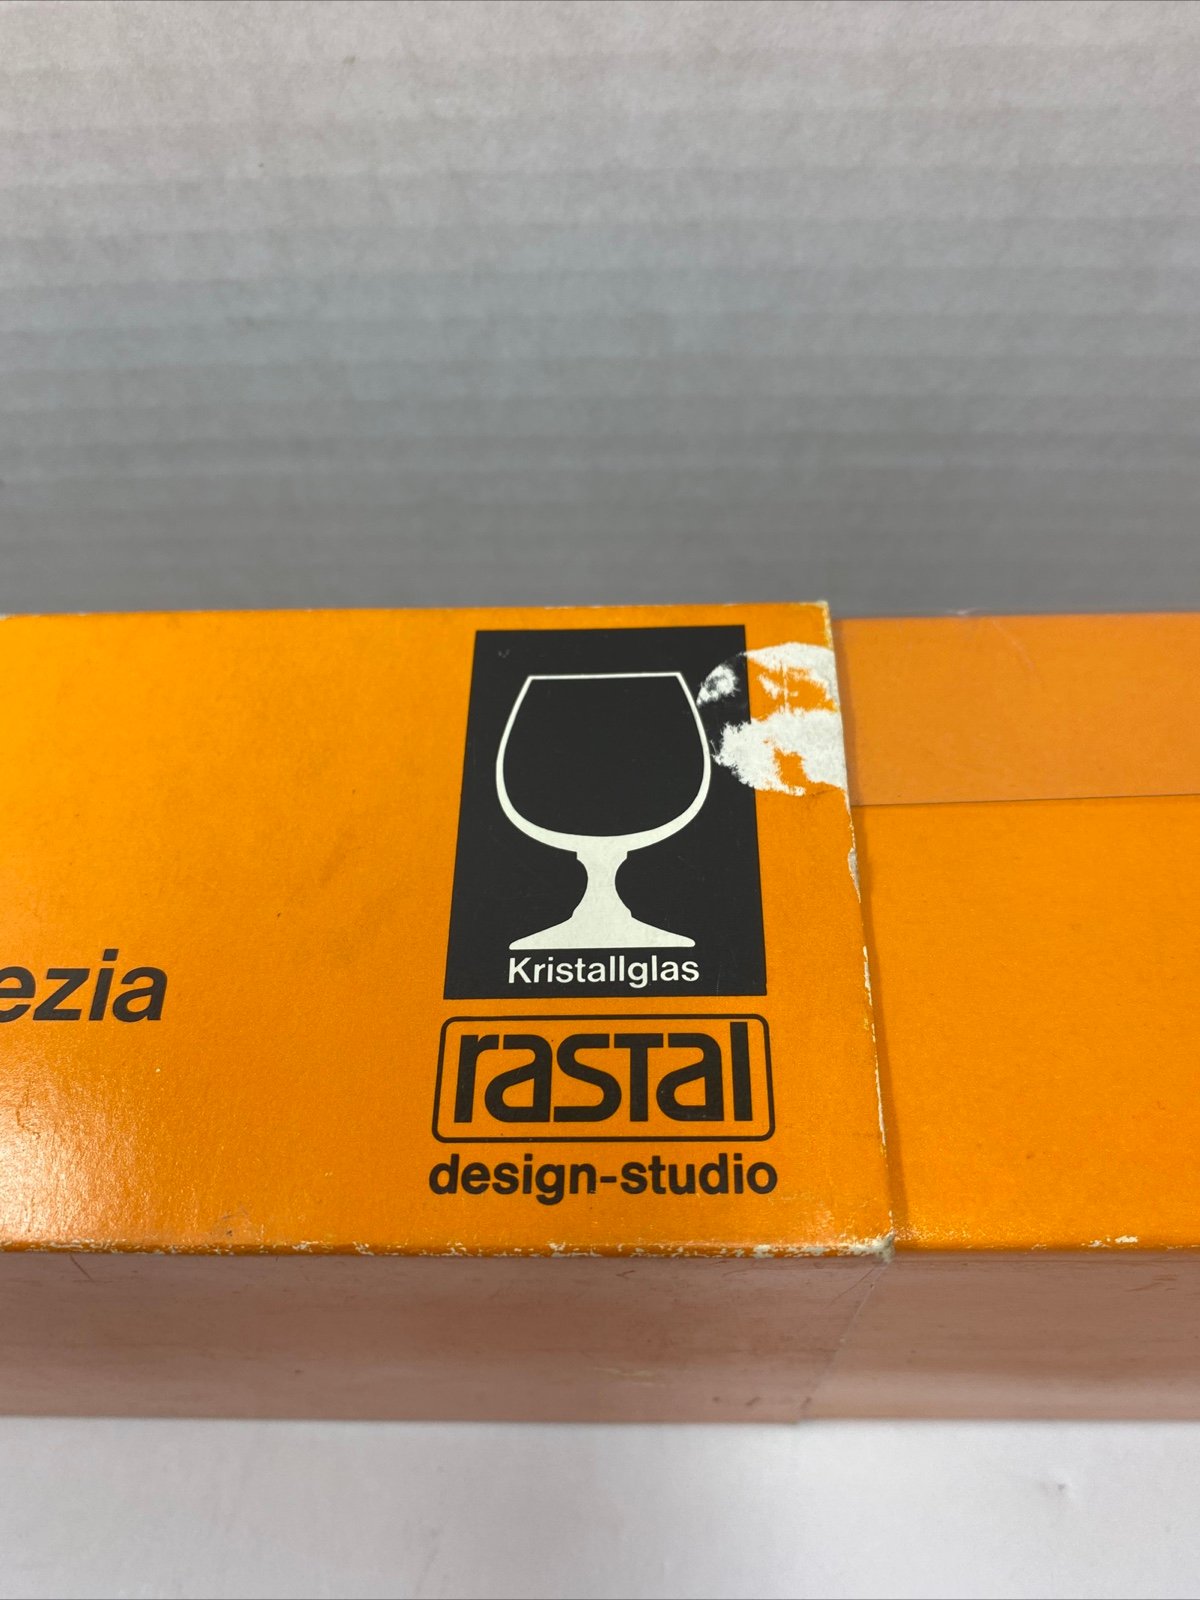 ezia
Kristallglas
rastal
design-studio